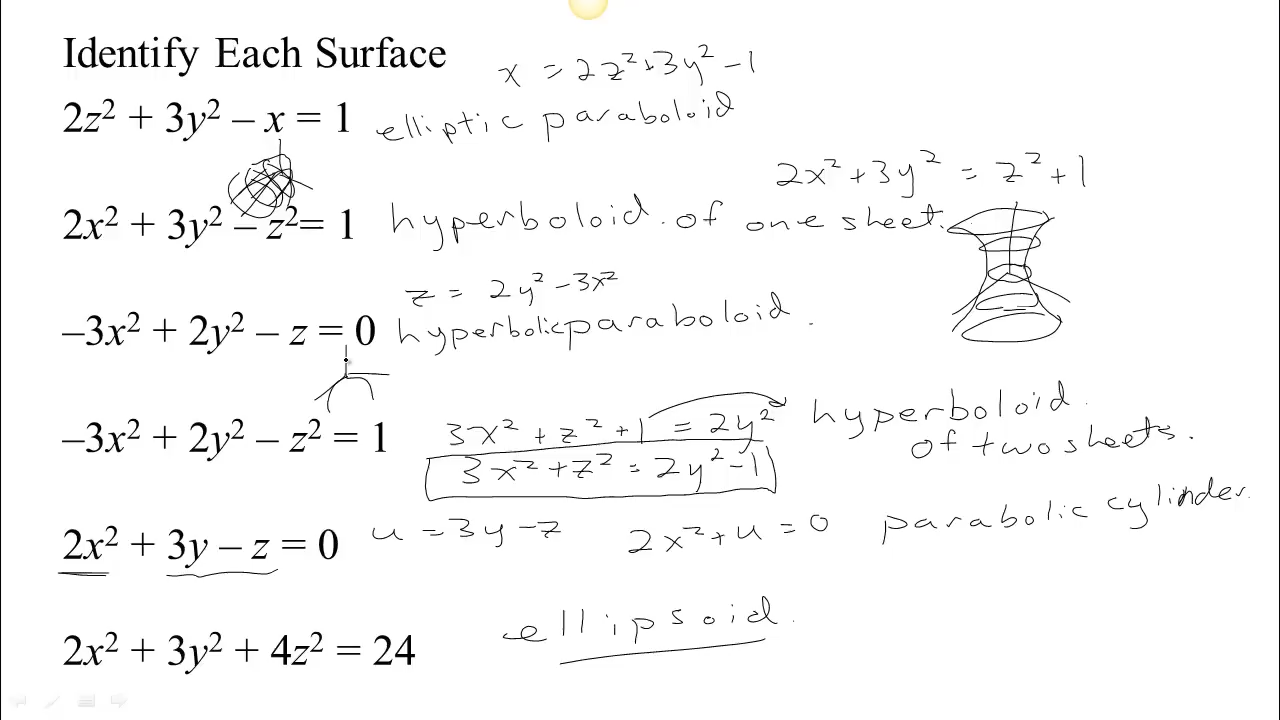 Identify Each Surface
x = 2z² + 3y² – 1
2z² + 3y² – x = 1
elliptic paraboloid
2x² + 3y² = z² + 1
2x² + 3y² – z² = 1
hyperboloid of one sheet.
z = 2y² – 3x²
–3x² + 2y² – z = 0
hyperbolic paraboloid.
–3x² + 2y² – z² = 1
3x² + z² + 1 = 2y²
3x² + z² = 2y² – 1
hyperboloid
of two sheets.
2x² + 3y – z = 0
u = 3y – z
2x² + u = 0
parabolic cylinder.
2x² + 3y² + 4z² = 24
ellipsoid.